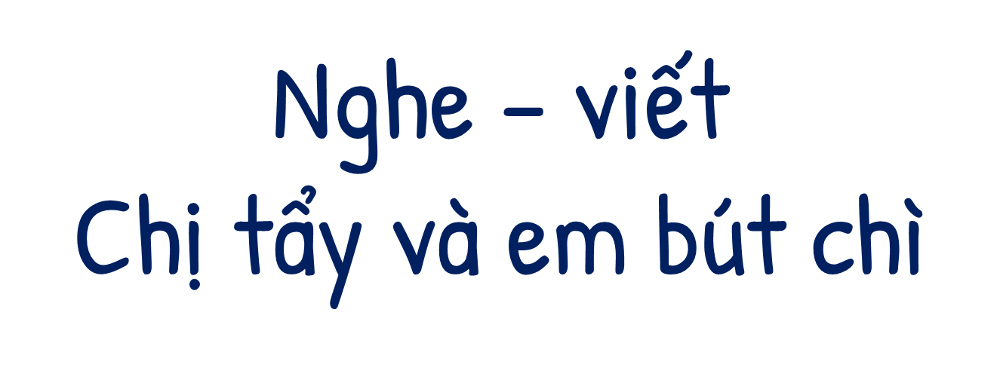 Nghe – viết
Chị tẩy và em bút chì